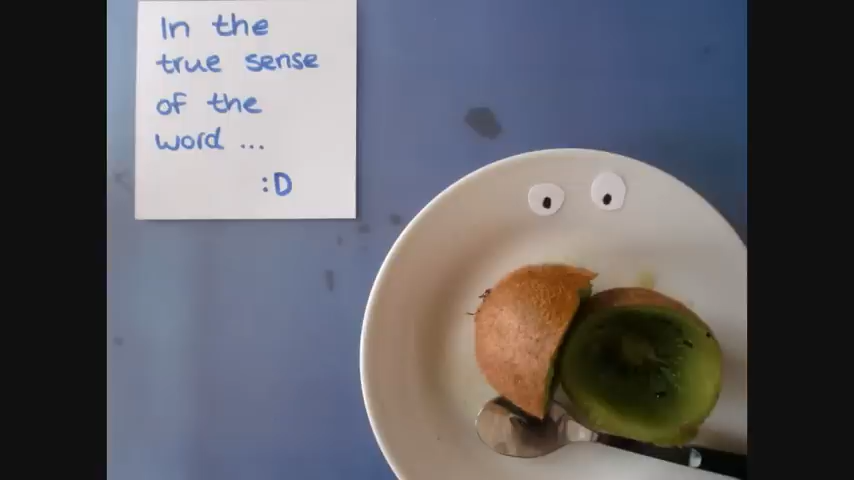 In the
true sense
of the
word ...
:D